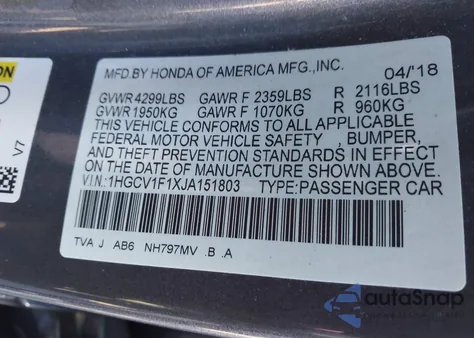 ION
D
V7
MFD.BY HONDA OF AMERICA MFG.,INC. 04/'18
GVWR 4299LBS GAWR F 2359LBS R 2116LBS
GVWR 1950KG GAWR F 1070KG R 960KG
THIS VEHICLE CONFORMS TO ALL APPLICABLE
FEDERAL MOTOR VEHICLE SAFETY , BUMPER,
AND THEFT PREVENTION STANDARDS IN EFFECT
ON THE DATE OF MANUFACTURE SHOWN ABOVE.
V.I.N.:1HGCV1F1XJA151803 TYPE:PASSENGER CAR
TVA J AB6 NH797MV .B .A
autoSnap